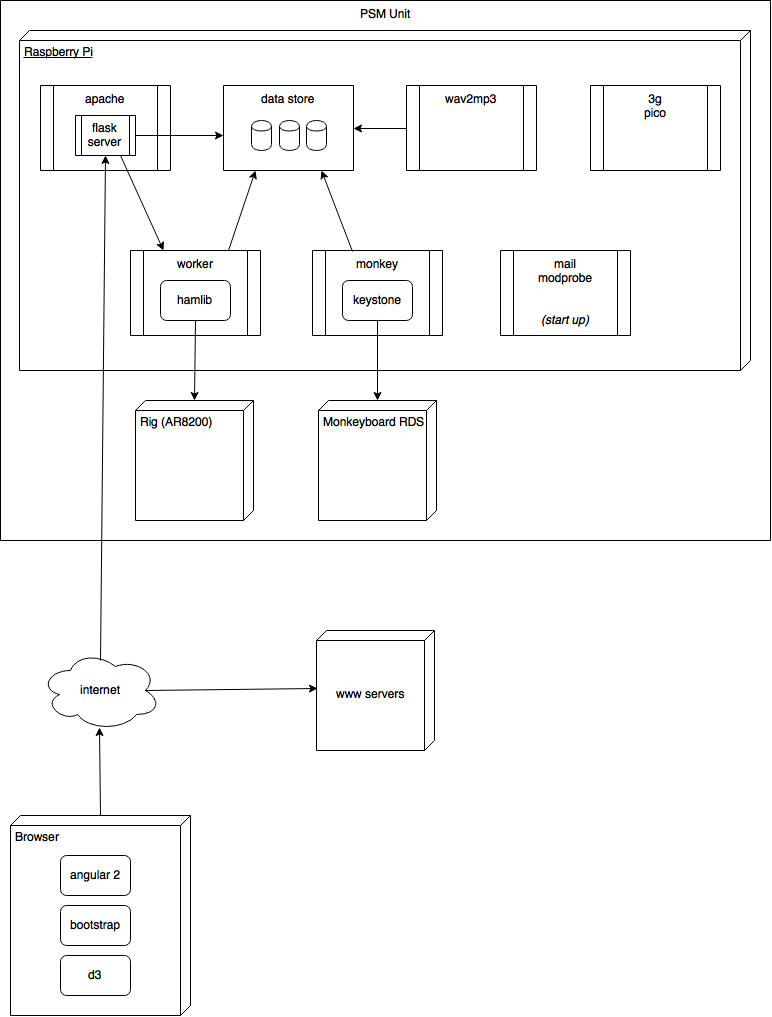 PSM Unit
Raspberry Pi
apache
flask
server
data store
wav2mp3
3g
pico
worker
hamlib
monkey
keystone
mail
modprobe
(start up)
Rig (AR8200)
Monkeyboard RDS
internet
www servers
Browser
angular 2
bootstrap
d3